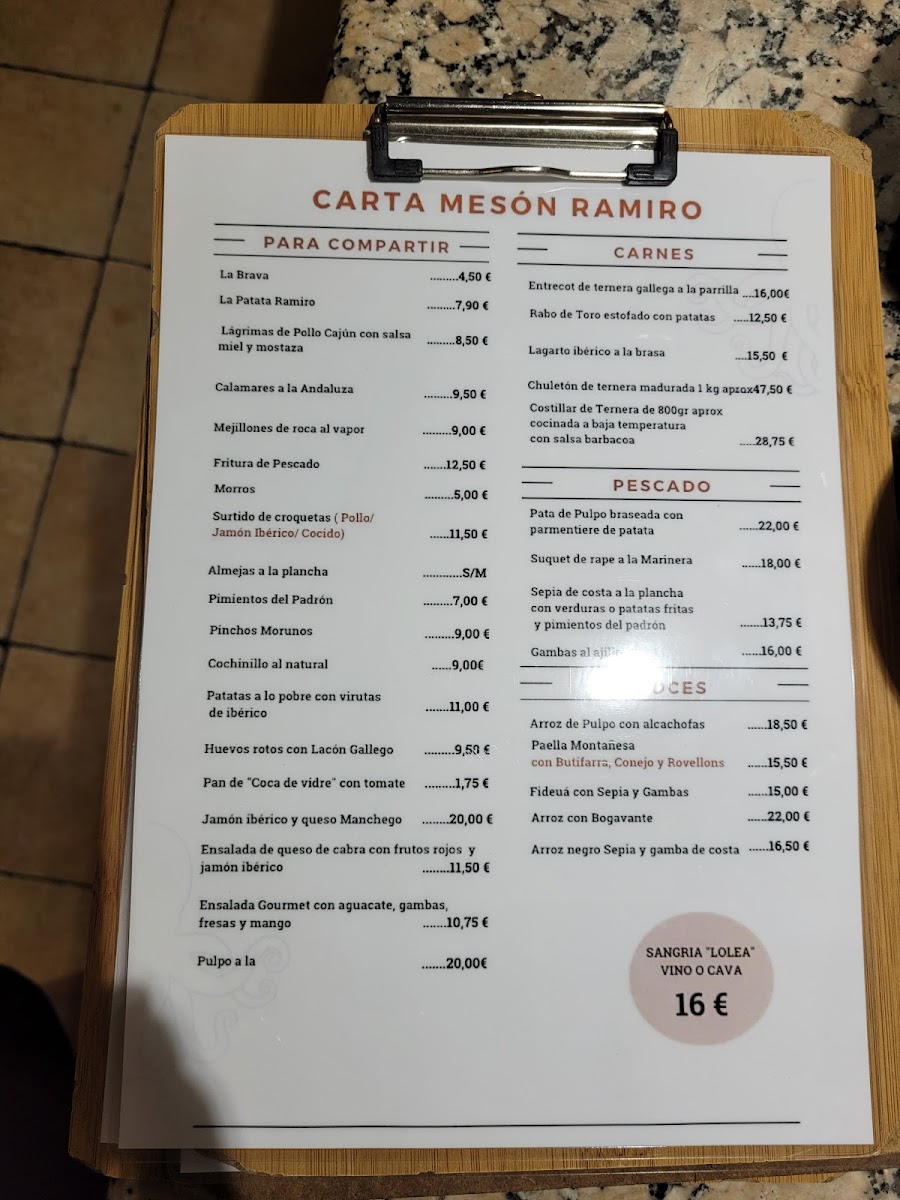 CARTA MESÓN RAMIRO
PARA COMPARTIR
La Brava .........4,50 €
La Patata Ramiro .........7,90 €
Lágrimas de Pollo Cajún con salsa
miel y mostaza .........8,50 €
Calamares a la Andaluza .........9,50 €
Mejillones de roca al vapor .........9,00 €
Fritura de Pescado .......12,50 €
Morros .........5,00 €
Surtido de croquetas ( Pollo/
Jamón Ibérico/ Cocido) ......11,50 €
Almejas a la plancha ............S/M
Pimientos del Padrón .........7,00 €
Pinchos Morunos .........9,00 €
Cochinillo al natural ......9,00€
Patatas a lo pobre con virutas
de ibérico .......11,00 €
Huevos rotos con Lacón Gallego .........9,50 €
Pan de "Coca de vidre" con tomate .........1,75 €
Jamón ibérico y queso Manchego ........20,00 €
Ensalada de queso de cabra con frutos rojos y
jamón ibérico ........11,50 €
Ensalada Gourmet con aguacate, gambas,
fresas y mango .......10,75 €
Pulpo a la .......20,00€
CARNES
Entrecot de ternera gallega a la parrilla ....16,00€
Rabo de Toro estofado con patatas .....12,50 €
Lagarto ibérico a la brasa ....15,50 €
Chuletón de ternera madurada 1 kg aprox47,50 €
Costillar de Ternera de 800gr aprox
cocinada a baja temperatura
con salsa barbacoa .....28,75 €
PESCADO
Pata de Pulpo braseada con
parmentiere de patata ......22,00 €
Suquet de rape a la Marinera ......18,00 €
Sepia de costa a la plancha
con verduras o patatas fritas
y pimientos del padrón .......13,75 €
Gambas al ......16,00 €
Arroz de Pulpo con alcachofas ......18,50 €
Paella Montañesa
con Butifarra, Conejo y Rovellons ......15,50 €
Fideuá con Sepia y Gambas ......15,00 €
Arroz con Bogavante ......22,00 €
Arroz negro Sepia y gamba de costa ......16,50 €
SANGRIA "LOLEA"
VINO O CAVA
16 €